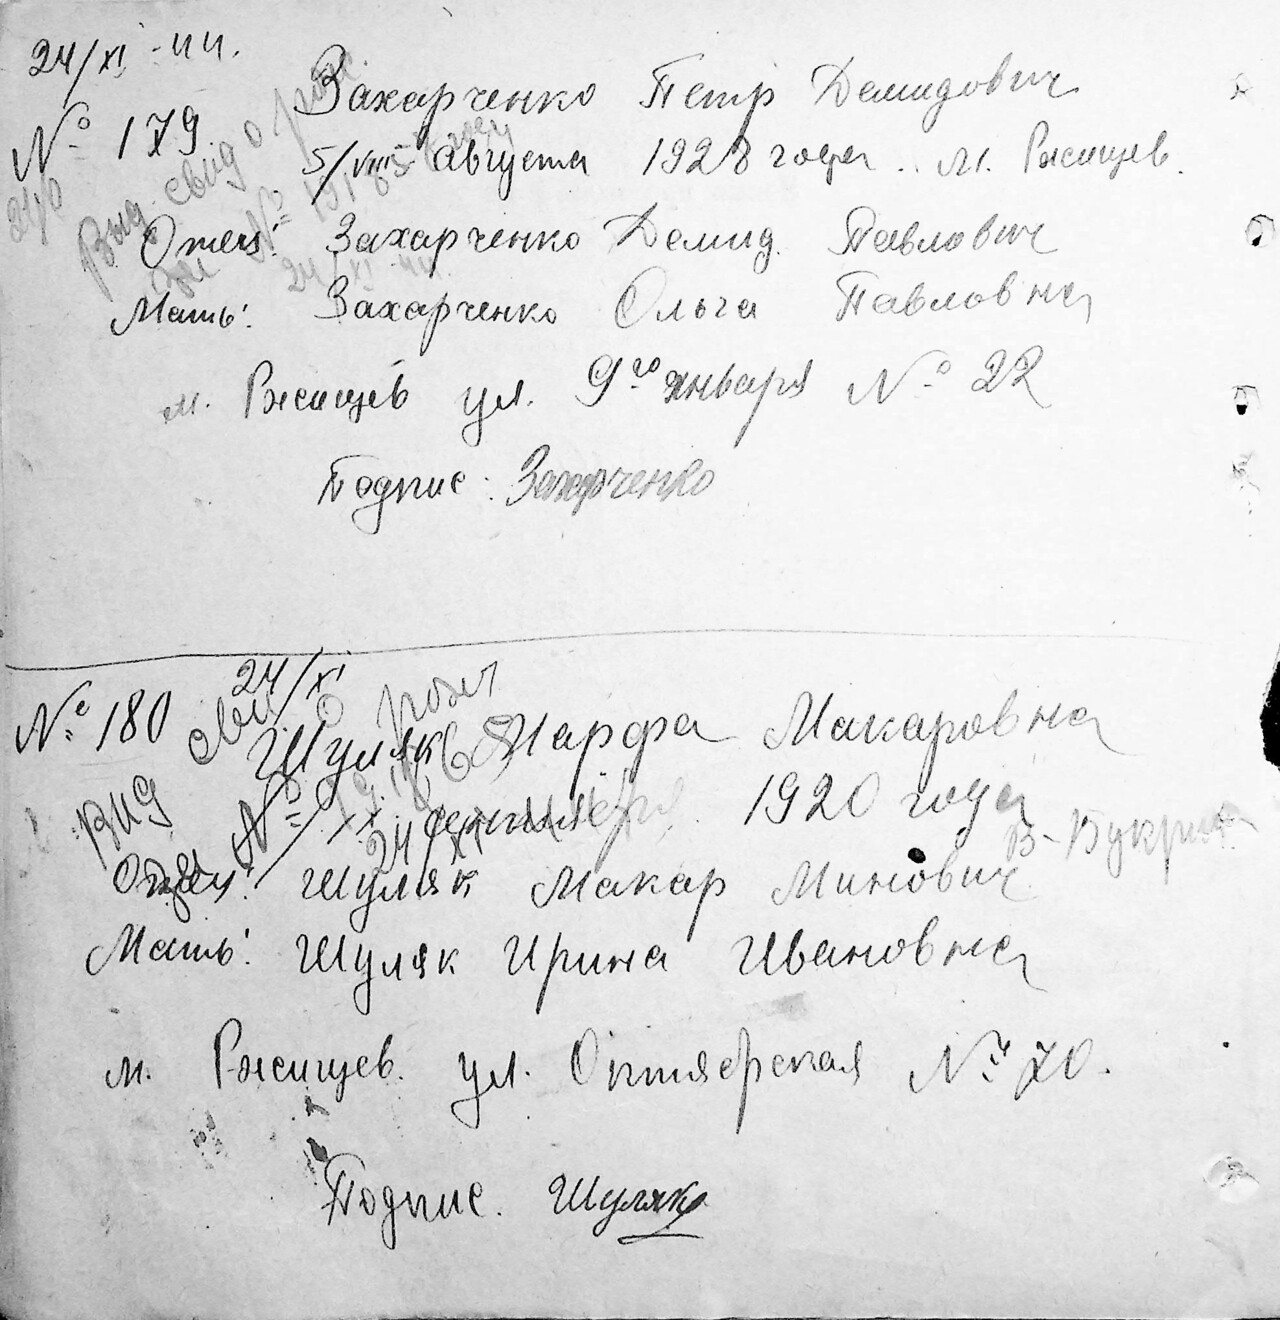 24/XI -44.
№ 179.
Захарченко Петр Демидович
5/VIII августа 1928 года. м. Ржищев.
Отец: Захарченко Демид Павлович
Мать: Захарченко Ольга Павловна
м. Ржищев ул. 9го января № 22
Подпис: Захарченко
24/XI
№ 180
Шуляк Марфа Макаровна
1920 года
В-Букрин
Отец: Шуляк Макар Минович
Мать: Шуляк Ирина Ивановна
м. Ржищев. ул. Октябрская № 70.
Подпис. Шуляк